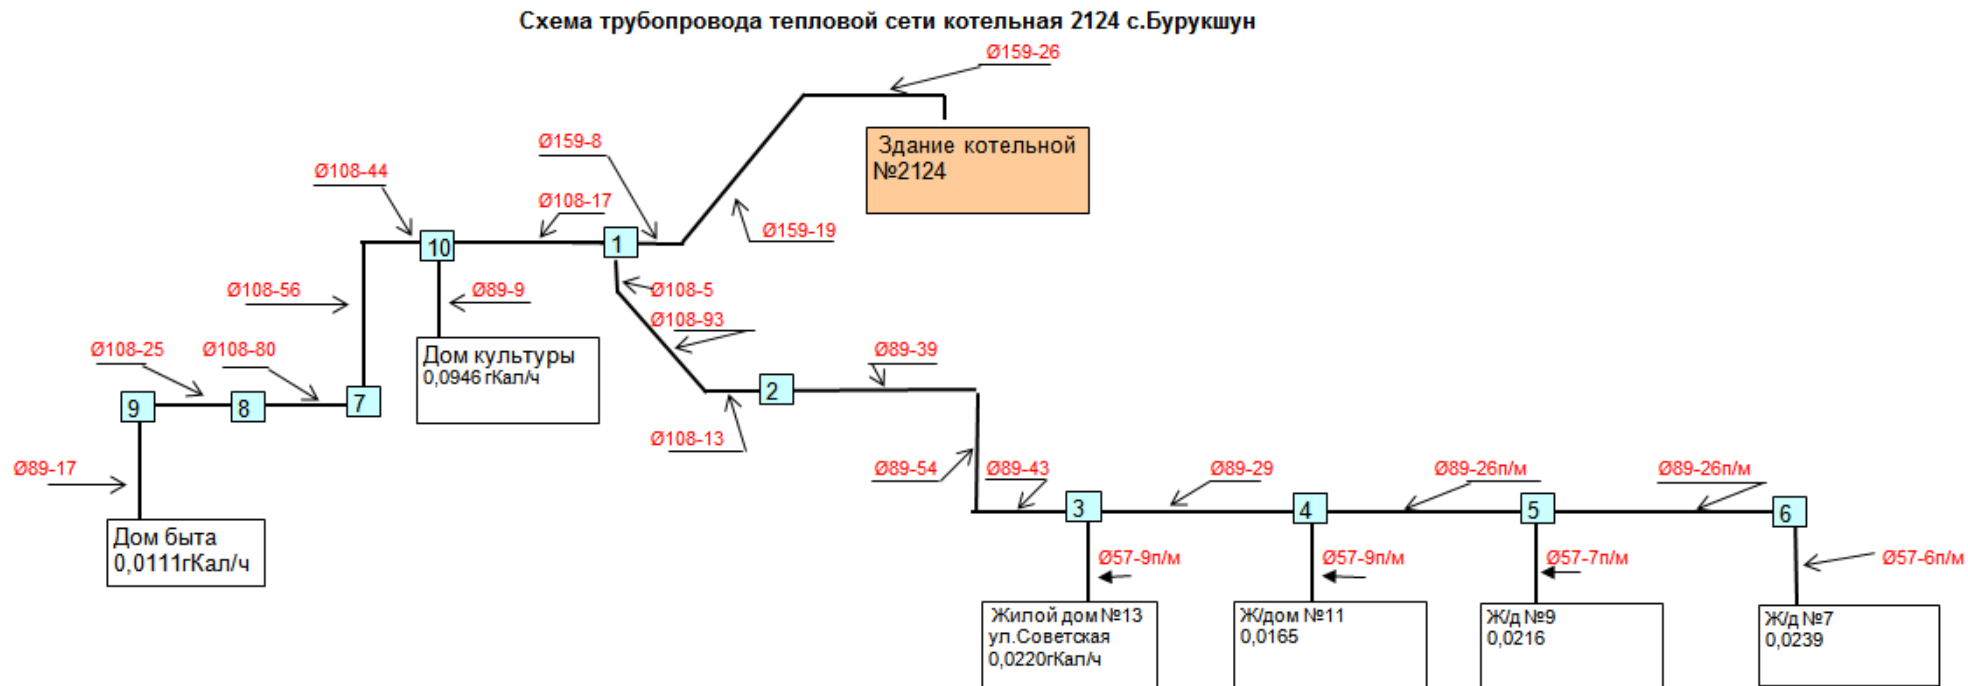 Схема трубопровода тепловой сети котельная 2124 с.Бурукшун
Ø159-26
Ø159-8
Здание котельной
№2124
Ø108-44
Ø108-17
Ø159-19
10
1
Ø108-56
Ø89-9
Ø108-5
Ø108-93
Дом культуры
0,0946 гКал/ч
Ø108-25
Ø108-80
Ø89-39
9
8
7
2
Ø108-13
Ø89-17
Ø89-54
Ø89-43
Ø89-29
Ø89-26п/м
Ø89-26п/м
3
4
5
6
Дом быта
0,0111гКал/ч
Ø57-9п/м
Ø57-9п/м
Ø57-7п/м
Ø57-6п/м
Жилой дом №13
ул.Советская
0,0220гКал/ч
Ж/дом №11
0,0165
Ж/д №9
0,0216
Ж/д №7
0,0239